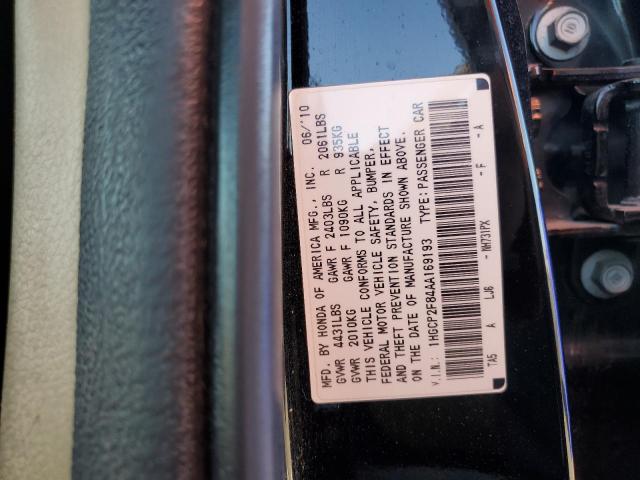 MFD. BY HONDA OF AMERICA MFG., INC. 06/'10
GVWR 4431LBS GAWR F 2403LBS R 2061LBS
GVWR 2010KG GAWR F 1090KG R 935KG
THIS VEHICLE CONFORMS TO ALL APPLICABLE
FEDERAL MOTOR VEHICLE SAFETY, BUMPER,
AND THEFT PREVENTION STANDARDS IN EFFECT
ON THE DATE OF MANUFACTURE SHOWN ABOVE.
V.I.N.: 1HGCP2F84AA169193 TYPE: PASSENGER CAR
TA5 A LJ6 - NH731PX - F - A